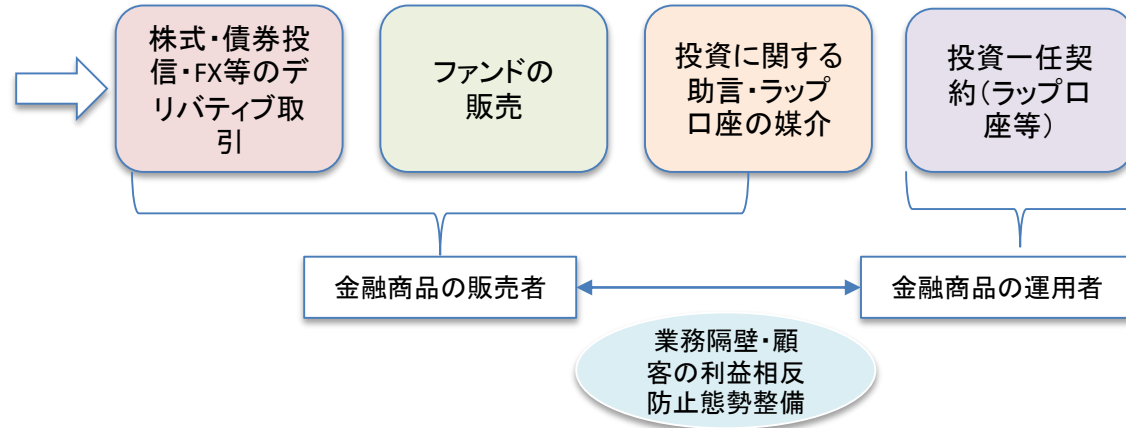 株式・債券投
信・FX等のデ
リバティブ取
引
ファンドの
販売
投資に関する
助言・ラップ
口座の媒介
投資一任契
約（ラップ口
座等）
金融商品の販売者
金融商品の運用者
業務隔壁・顧
客の利益相反
防止態勢整備